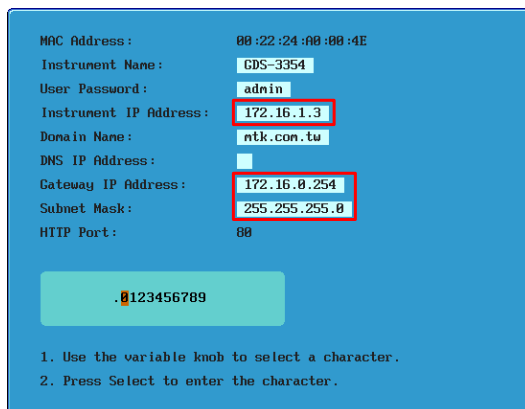 MAC Address: 00:22:24:A0:00:4E
Instrument Name: GDS-3354
User Password: admin
Instrument IP Address: 172.16.1.3
Domain Name: mtk.com.tw
DNS IP Address:
Gateway IP Address: 172.16.0.254
Subnet Mask: 255.255.255.0
HTTP Port: 80
.0123456789
1. Use the variable knob to select a character.
2. Press Select to enter the character.